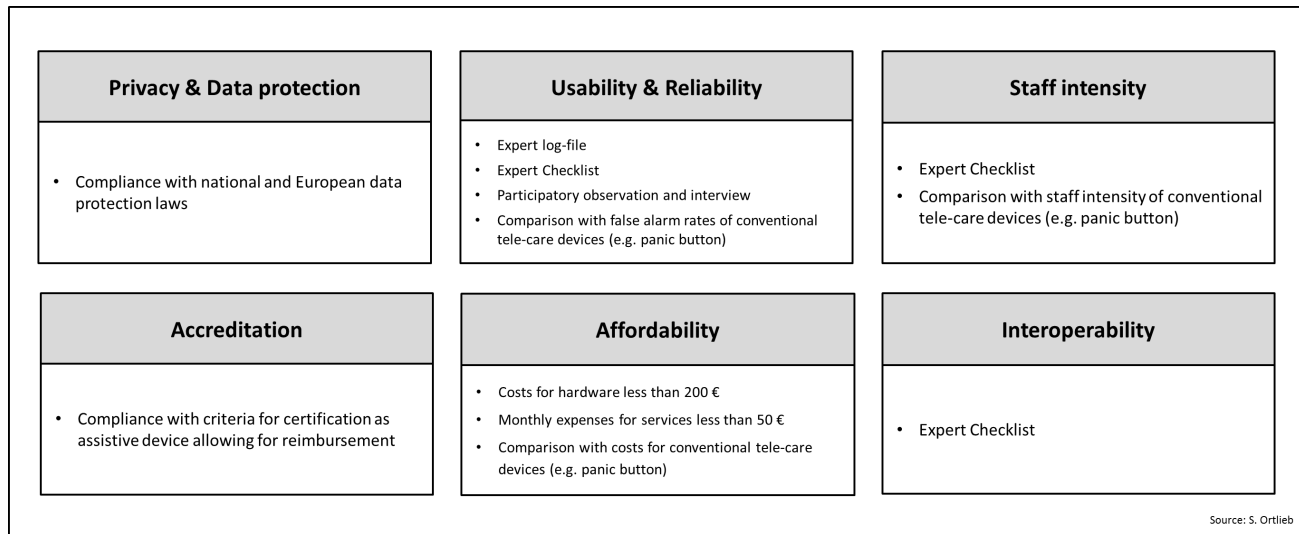 Privacy & Data protection
• Compliance with national and European data
protection laws
Usability & Reliability
• Expert log-file
• Expert Checklist
• Participatory observation and interview
• Comparison with false alarm rates of conventional
tele-care devices (e.g. panic button)
Staff intensity
• Expert Checklist
• Comparison with staff intensity of conventional
tele-care devices (e.g. panic button)
Accreditation
• Compliance with criteria for certification as
assistive device allowing for reimbursement
Affordability
• Costs for hardware less than 200 €
• Monthly expenses for services less than 50 €
• Comparison with costs for conventional tele-care
devices (e.g. panic button)
Interoperability
• Expert Checklist
Source: S. Ortlieb